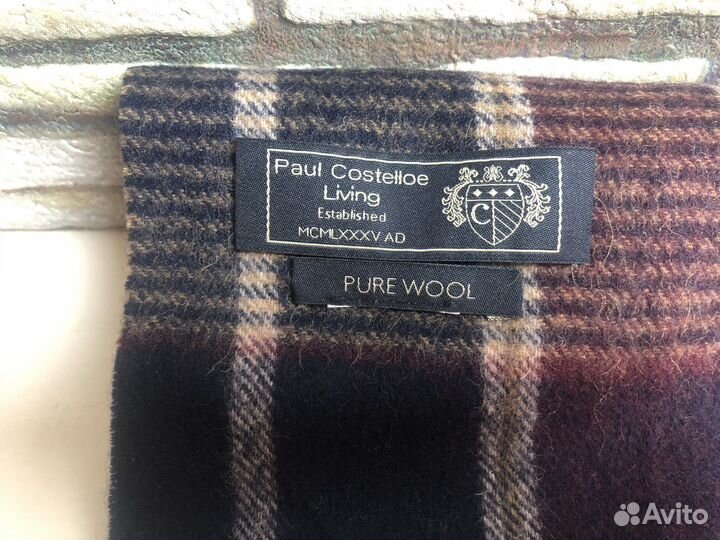 Paul Costelloe
Living
Established
MCMLXXXV AD
C
PURE WOOL
Avito